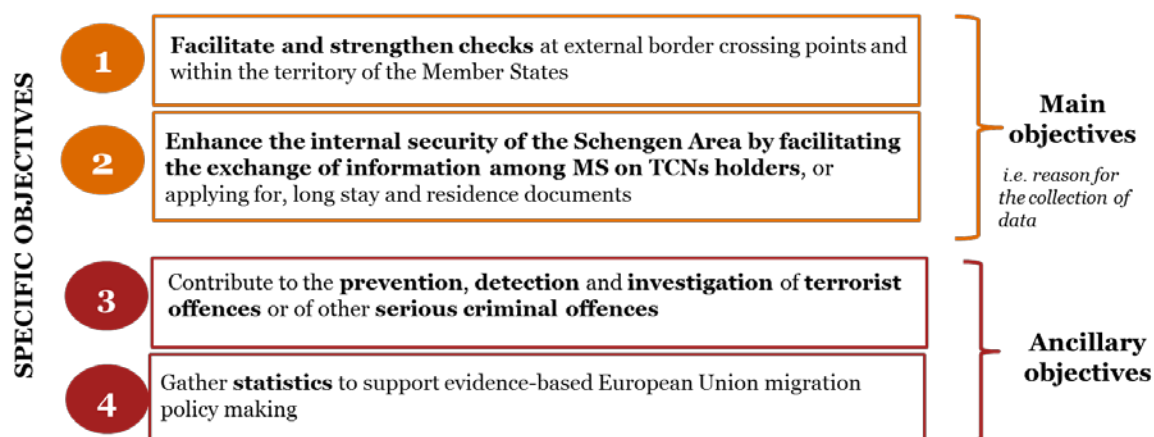 SPECIFIC OBJECTIVES
1
Facilitate and strengthen checks at external border crossing points and
within the territory of the Member States
2
Enhance the internal security of the Schengen Area by facilitating
the exchange of information among MS on TCNs holders, or
applying for, long stay and residence documents
Main
objectives
i.e. reason for
the collection of
data
3
Contribute to the prevention, detection and investigation of terrorist
offences or of other serious criminal offences
4
Gather statistics to support evidence-based European Union migration
policy making
Ancillary
objectives